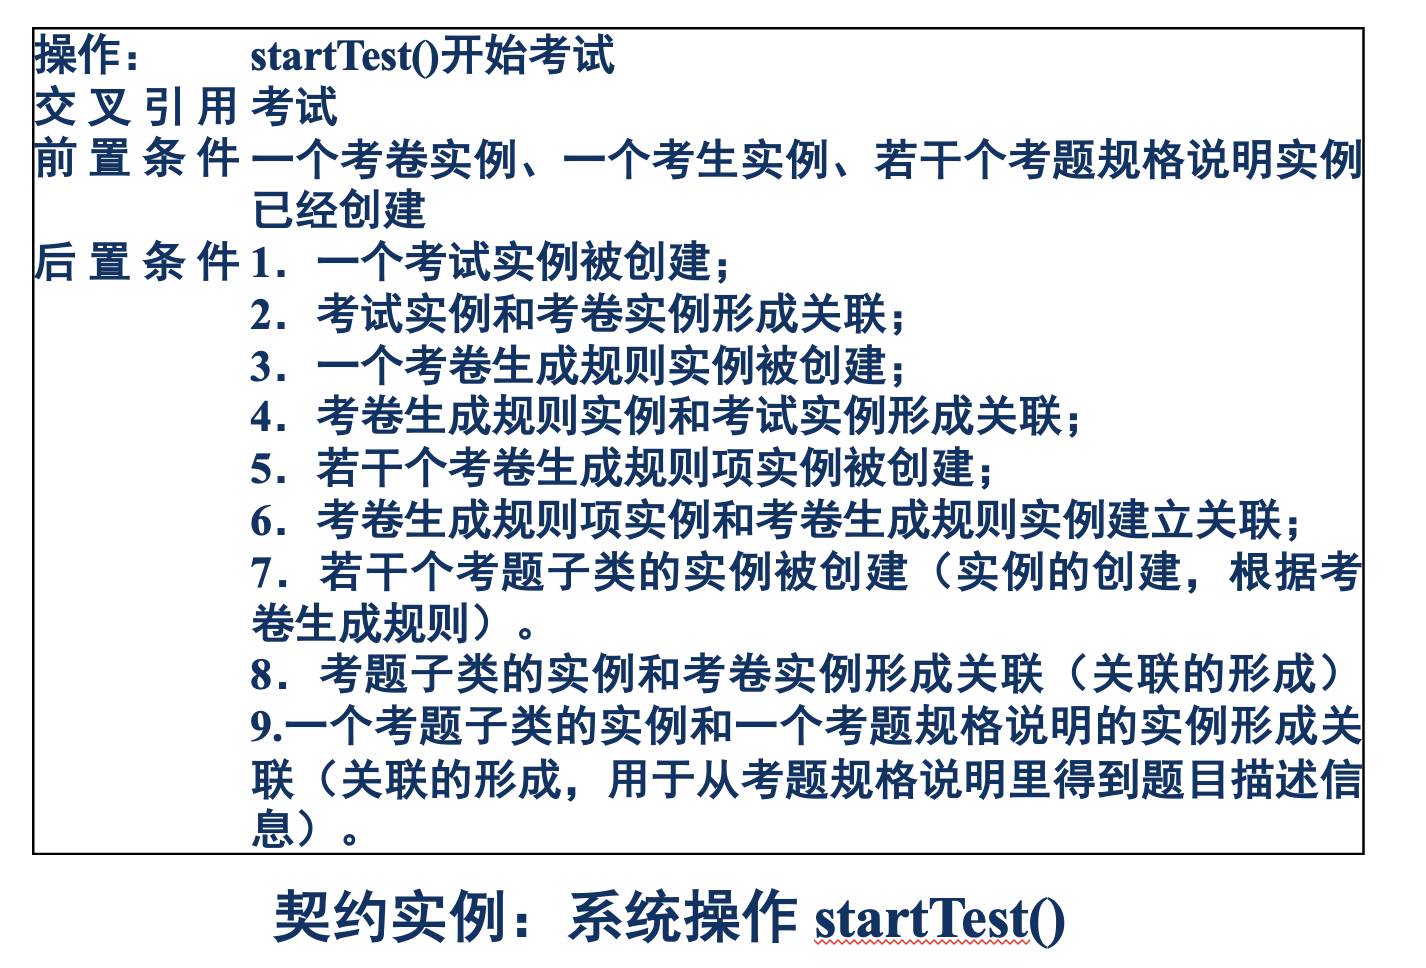 操作： startTest()开始考试
交叉引用 考试
前置条件 一个考卷实例、一个考生实例、若干个考题规格说明实例
已经创建
后置条件 1．一个考试实例被创建；
2．考试实例和考卷实例形成关联；
3．一个考卷生成规则实例被创建；
4．考卷生成规则实例和考试实例形成关联；
5．若干个考卷生成规则项实例被创建；
6．考卷生成规则项实例和考卷生成规则实例建立关联；
7．若干个考题子类的实例被创建（实例的创建，根据考
卷生成规则）。
8．考题子类的实例和考卷实例形成关联（关联的形成）
9.一个考题子类的实例和一个考题规格说明的实例形成关
联（关联的形成，用于从考题规格说明里得到题目描述信
息）。
契约实例：系统操作 startTest()